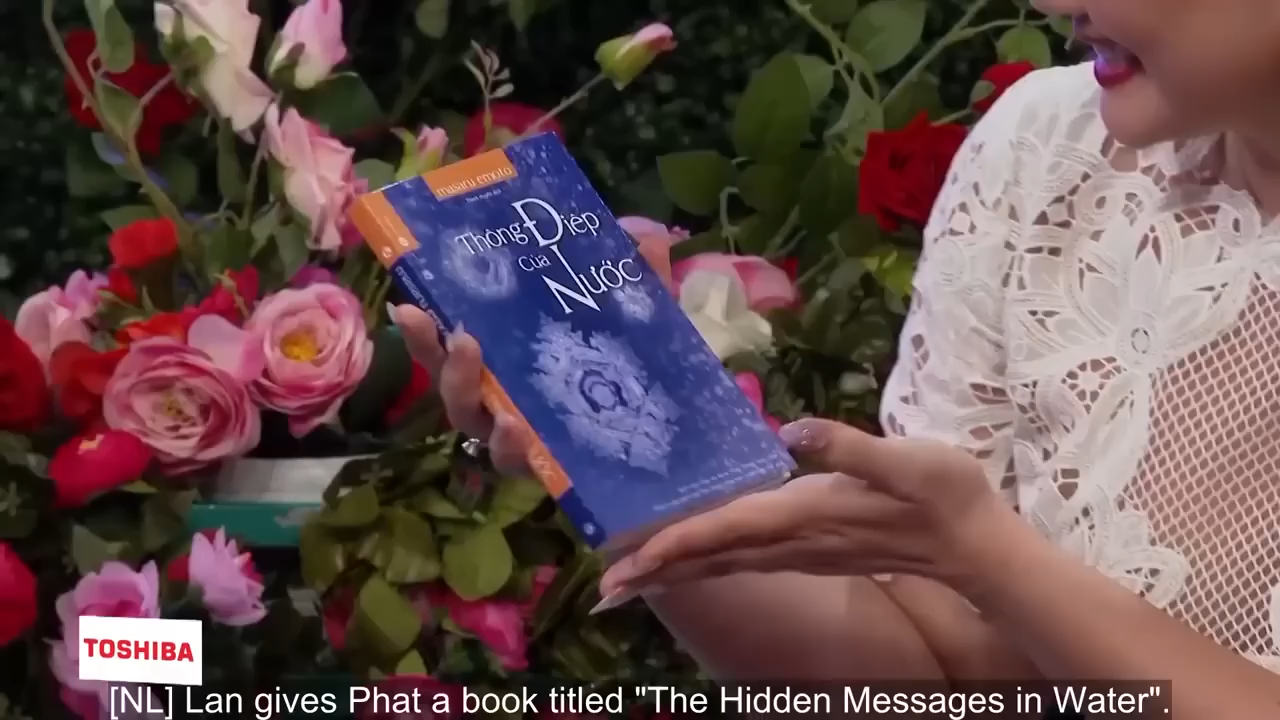 masaru emoto
Thông Điệp
Của
Nước
TOSHIBA
[NL] Lan gives Phat a book titled "The Hidden Messages in Water".